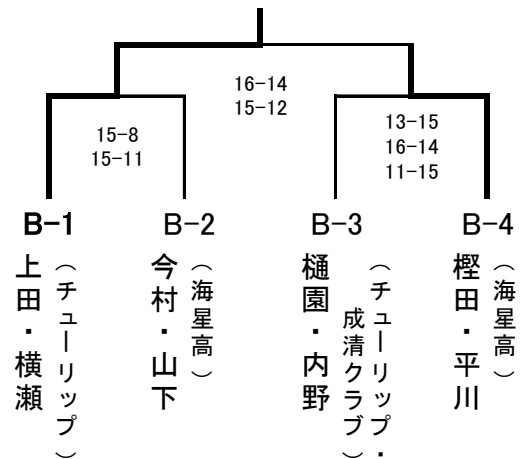 16-14
15-12
15-8
15-11
13-15
16-14
11-15
B-1
B-2
B-3
B-4
上田・横瀬
（チューリップ）
今村・山下
（海星高）
樋園・内野
（チューリップ・
成清クラブ）
樫田・平川
（海星高）